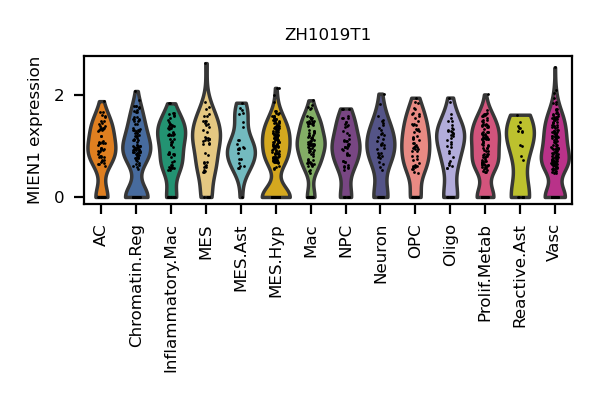 ZH1019T1
MIEN1 expression
2
0
AC
Chromatin.Reg
Inflammatory.Mac
MES
MES.Ast
MES.Hyp
Mac
NPC
Neuron
OPC
Oligo
Prolif.Metab
Reactive.Ast
Vasc